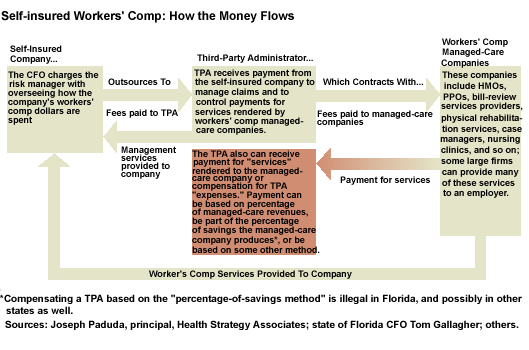 Self-insured Workers' Comp: How the Money Flows
Self-Insured
Company...
The CFO charges the
risk manager with
overseeing how the
company's workers'
comp dollars are
spent
Outsources To
Fees paid to TPA
Management
services
provided to
company
Third-Party Administrator...
TPA receives payment from
the self-insured company to
manage claims and to
control payments for
services rendered by
workers' comp managed-
care companies.
The TPA also can receive
payment for "services"
rendered to the managed-
care company or
compensation for TPA
"expenses." Payment can
be based on percentage
of managed-care revenues,
be part of the percentage
of savings the managed-care
company produces*, or be
based on some other method.
Which Contracts With...
Fees paid to managed-care
companies
Payment for services
Workers' Comp
Managed-Care
Companies
These companies
include HMOs,
PPOs, bill-review
services providers,
physical rehabilita-
tion services, case
managers, nursing
clinics, and so on;
some large firms
can provide many
of these services
to an employer.
Worker's Comp Services Provided To Company
*Compensating a TPA based on the "percentage-of-savings method" is illegal in Florida, and possibly in other
states as well.
Sources: Joseph Paduda, principal, Health Strategy Associates; state of Florida CFO Tom Gallagher; others.